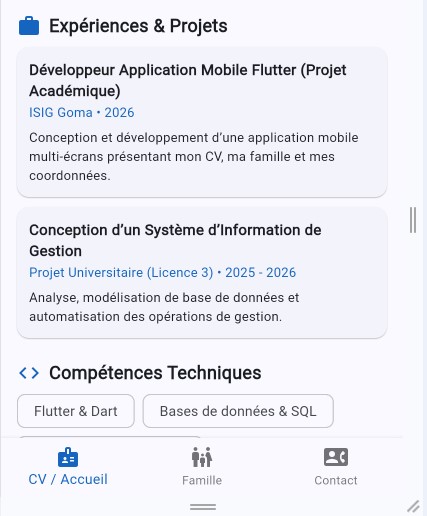 Expériences & Projets
Développeur Application Mobile Flutter (Projet
Académique)
ISIG Goma • 2026
Conception et développement d’une application mobile
multi-écrans présentant mon CV, ma famille et mes
coordonnées.
Conception d’un Système d’Information de
Gestion
Projet Universitaire (Licence 3) • 2025 - 2026
Analyse, modélisation de base de données et
automatisation des opérations de gestion.
Compétences Techniques
Flutter & Dart
Bases de données & SQL
CV / Accueil
Famille
Contact